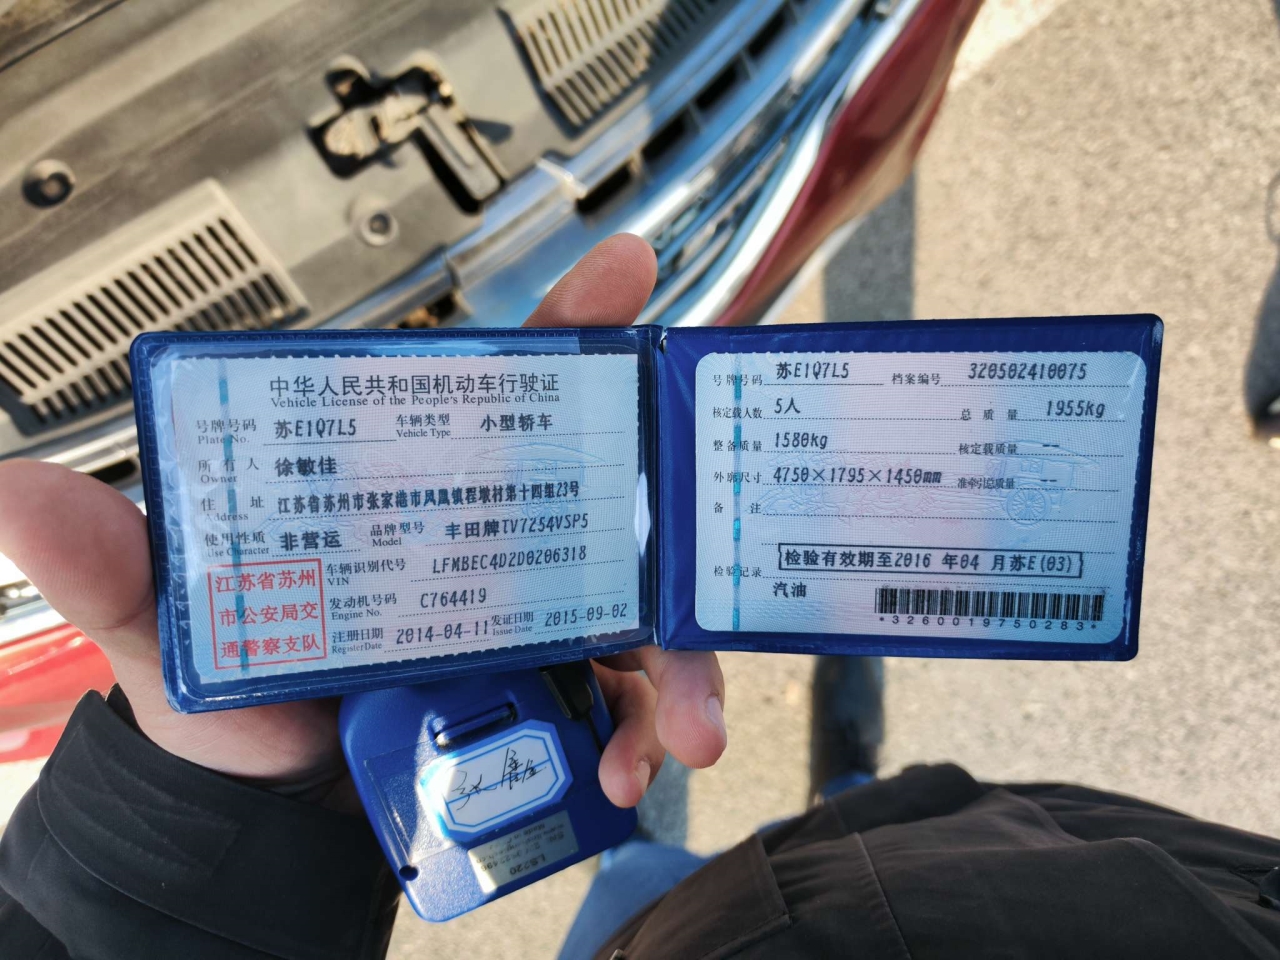 中华人民共和国机动车行驶证
Vehicle License of the People's Republic of China
号牌号码 苏E1Q7L5 车辆类型 小型轿车
Plate No. Vehicle Type
所有人 徐敏佳
Owner
住址 江苏省苏州市张家港市凤凰镇程墩村第十四组23号
Address
使用性质 非营运 品牌型号 丰田牌TV7254VSP5
Use Character Model
江苏省苏州
市公安局交
通警察支队
车辆识别代号 LFMBEC4D2D0206318
VIN
发动机号码 C764419
Engine No.
注册日期 2014-04-11 发证日期 2015-09-02
Register Date Issue Date
号牌号码 苏E1Q7L5 档案编号 320502410075
核定载人数 5人 总质量 1955kg
整备质量 1580kg 核定载质量 --
外廓尺寸 4750×1795×1450mm 准牵引总质量 --
备注
检验记录 检验有效期至2016 年04 月苏E(03)
汽油
*3260019750283*